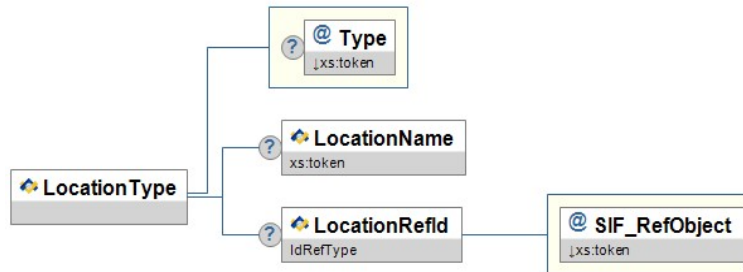 ? @ Type
↓xs:token
? LocationName
xs:token
LocationType
? LocationRefId
IdRefType
@ SIF_RefObject
↓xs:token